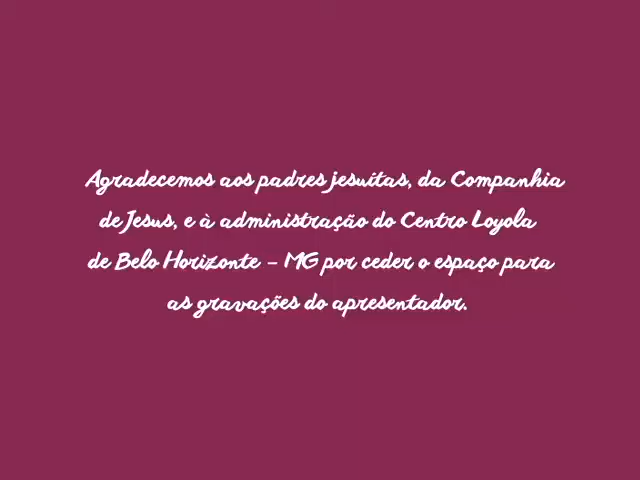 Agradecemos aos padres jesuítas, da Companhia
de Jesus, e à administração do Centro Loyola
de Belo Horizonte - MG por ceder o espaço para
as gravações do apresentador.